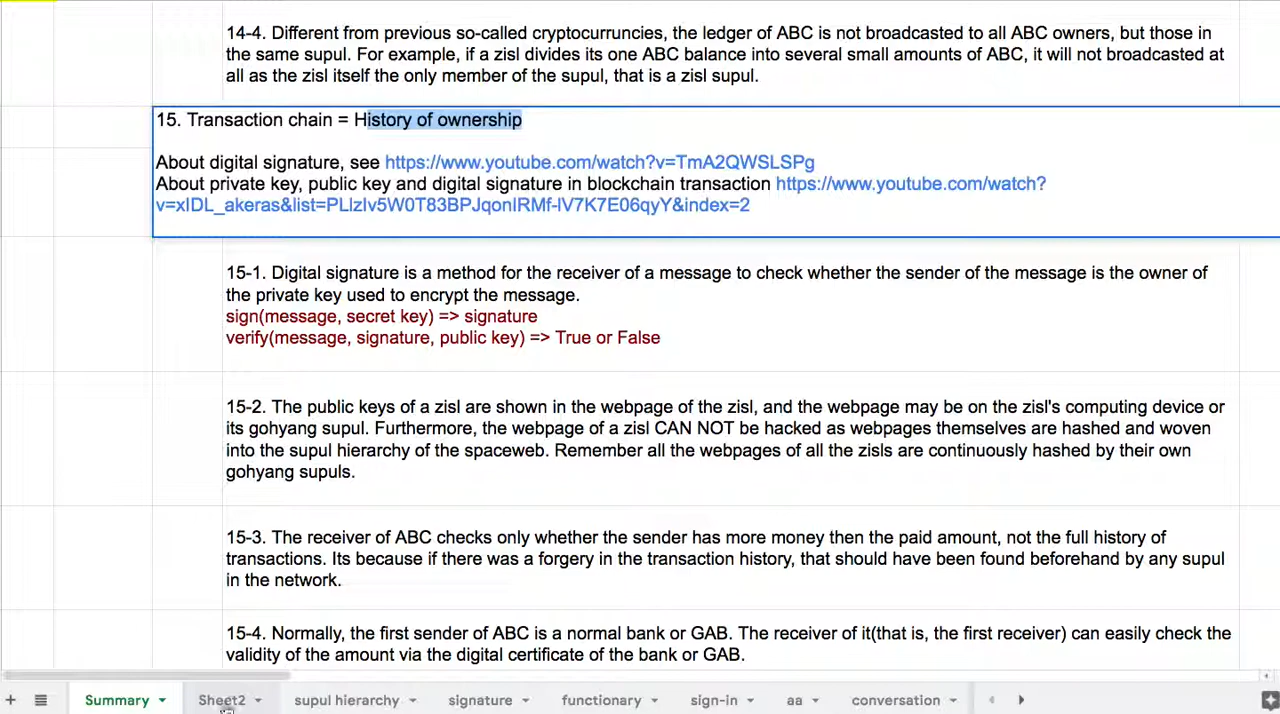 14-4. Different from previous so-called cryptocurruncies, the ledger of ABC is not broadcasted to all ABC owners, but those in
the same supul. For example, if a zisl divides its one ABC balance into several small amounts of ABC, it will not broadcasted at
all as the zisl itself the only member of the supul, that is a zisl supul.
15. Transaction chain = History of ownership
About digital signature, see https://www.youtube.com/watch?v=TmA2QWSLSPg
About private key, public key and digital signature in blockchain transaction https://www.youtube.com/watch?
v=xIDL_akeras&list=PLlzIv5W0T83BPJqonIRMf-lV7K7E06qyY&index=2
15-1. Digital signature is a method for the receiver of a message to check whether the sender of the message is the owner of
the private key used to encrypt the message.
sign(message, secret key) => signature
verify(message, signature, public key) => True or False
15-2. The public keys of a zisl are shown in the webpage of the zisl, and the webpage may be on the zisl's computing device or
its gohyang supul. Furthermore, the webpage of a zisl CAN NOT be hacked as webpages themselves are hashed and woven
into the supul hierarchy of the spaceweb. Remember all the webpages of all the zisls are continuously hashed by their own
gohyang supuls.
15-3. The receiver of ABC checks only whether the sender has more money then the paid amount, not the full history of
transactions. Its because if there was a forgery in the transaction history, that should have been found beforehand by any supul
in the network.
15-4. Normally, the first sender of ABC is a normal bank or GAB. The receiver of it(that is, the first receiver) can easily check the
validity of the amount via the digital certificate of the bank or GAB.
Summary Sheet2 supul hierarchy signature functionary sign-in aa conversation